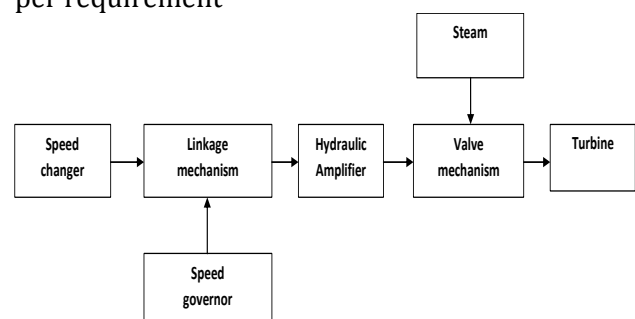 per requirement
Steam
Speed
changer
Linkage
mechanism
Hydraulic
Amplifier
Valve
mechanism
Turbine
Speed
governor